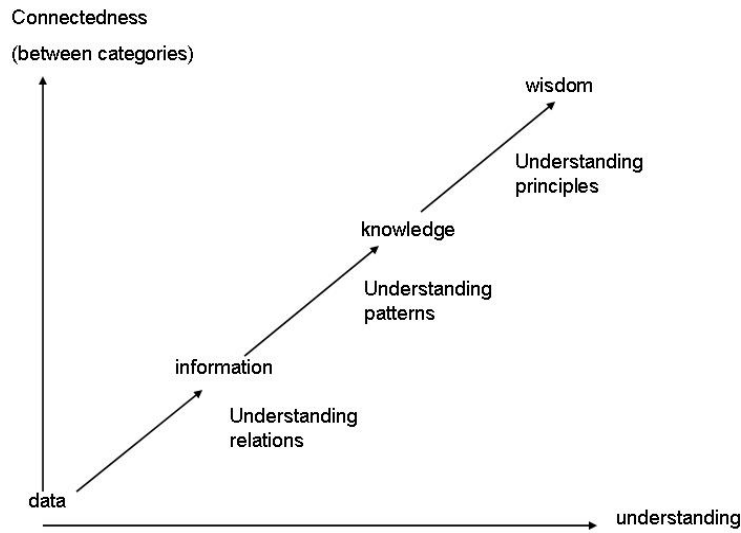 Connectedness
(between categories)
wisdom
Understanding
principles
knowledge
Understanding
patterns
information
Understanding
relations
data
understanding